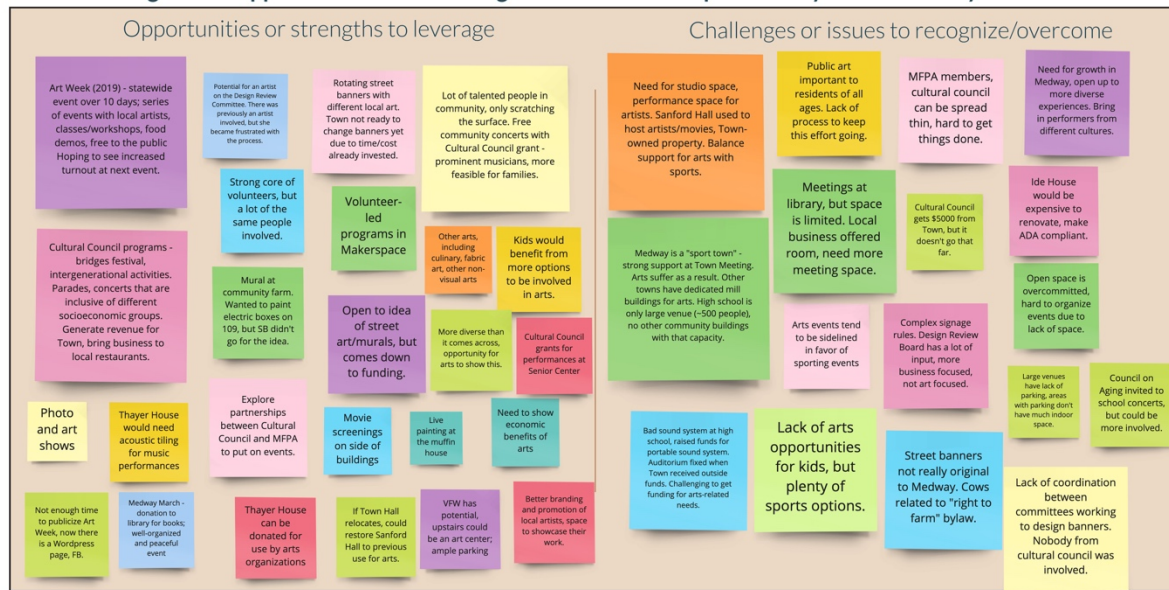 Opportunities or strengths to leverage
Art Week (2019) - statewide
event over 10 days; series
of events with local artists,
classes/workshops, food
demos, free to the public
Hoping to see increased
turnout at next event.
Potential for an artist
on the Design Review
Committee. There was
previously an artist
involved, but she
became frustrated with
the process.
Rotating street
banners with
different local art.
Town not ready to
change banners yet
due to time/cost
already invested.
Lot of talented people in
community, only scratching
the surface. Free
community concerts with
Cultural Council grant -
prominent musicians, more
feasible for families.
Strong core of
volunteers, but
a lot of the
same people
involved.
Volunteer-
led
programs in
Makerspace
Cultural Council programs -
bridges festival,
intergenerational activities.
Parades, concerts that are
inclusive of different
socioeconomic groups.
Generate revenue for
Town, bring business to
local restaurants.
Mural at
community farm.
Wanted to paint
electric boxes on
109, but SB didn't
go for the idea.
Other arts,
including
culinary, fabric
art, other non-
visual arts
Kids would
benefit from
more options
to be involved
in arts.
Open to idea
of street
art/murals, but
comes down
to funding.
More diverse than
it comes across,
opportunity for
arts to show this.
Cultural Council
grants for
performances at
Senior Center
Photo
and art
shows
Thayer House
would need
acoustic tiling
for music
performances
Explore
partnerships
between Cultural
Council and MFPA
to put on events.
Movie
screenings
on side of
buildings
Live
painting at
the muffin
house
Need to show
economic
benefits of
arts
Not enough time
to publicize Art
Week, now there
is a Wordpress
page, FB.
Medway March -
donation to
library for books;
well-organized
and peaceful
event
Thayer House
can be
donated for
use by arts
organizations
If Town Hall
relocates, could
restore Sanford
Hall to previous
use for arts.
VFW has
potential,
upstairs could
be an art center;
ample parking
Better branding
and promotion of
local artists, space
to showcase their
work.
Challenges or issues to recognize/overcome
Need for studio space,
performance space for
artists. Sanford Hall used to
host artists/movies, Town-
owned property. Balance
support for arts with
sports.
Public art
important to
residents of all
ages. Lack of
process to keep
this effort going.
MFPA members,
cultural council
can be spread
thin, hard to get
things done.
Need for growth in
Medway, open up to
more diverse
experiences. Bring
in performers from
different cultures.
Meetings at
library, but space
is limited. Local
business offered
room, need more
meeting space.
Cultural Council
gets $5000 from
Town, but it
doesn't go that
far.
Ide House
would be
expensive to
renovate, make
ADA compliant.
Medway is a "sport town" -
strong support at Town Meeting.
Arts suffer as a result. Other
towns have dedicated mill
buildings for arts. High school is
only large venue (~500 people),
no other community buildings
with that capacity.
Open space is
overcommitted,
hard to organize
events due to
lack of space.
Arts events tend
to be sidelined
in favor of
sporting events
Complex signage
rules. Design Review
Board has a lot of
input, more
business focused,
not art focused.
Large venues
have lack of
parking, areas
with parking don't
have much indoor
space.
Council on
Aging invited to
school concerts,
but could be
more involved.
Bad sound system at high
school, raised funds for
portable sound system.
Auditorium fixed when
Town received outside
funds. Challenging to get
funding for arts-related
needs.
Lack of arts
opportunities
for kids, but
plenty of
sports options.
Street banners
not really original
to Medway. Cows
related to "right to
farm" bylaw.
Lack of coordination
between
committees working
to design banners.
Nobody from
cultural council was
involved.